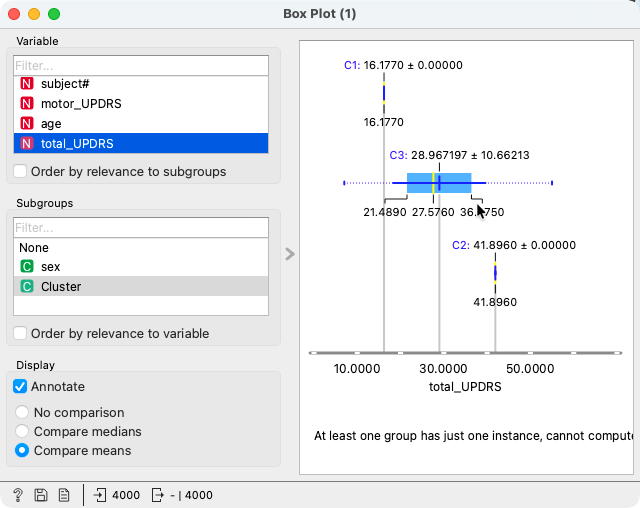 Box Plot (1)
Variable
Filter...
N subject#
N motor_UPDRS
N age
N total_UPDRS
Order by relevance to subgroups
Subgroups
Filter...
None
C sex
C Cluster
Order by relevance to variable
Display
Annotate
No comparison
Compare medians
Compare means
C1: 16.1770 ± 0.00000
16.1770
C3: 28.967197 ± 10.66213
21.4890 27.5760
C2: 41.8960 ± 0.00000
41.8960
10.0000 30.0000 50.0000
total_UPDRS
At least one group has just one instance, cannot compute
? 4000 - | 4000